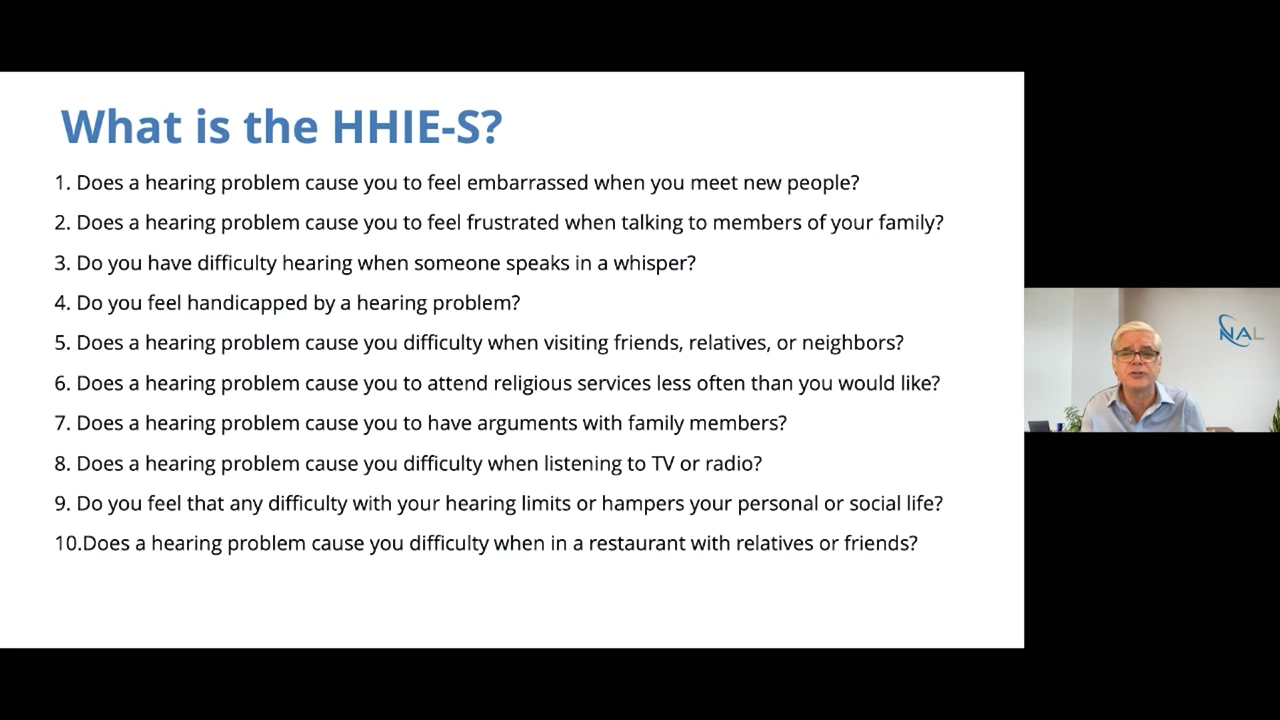 What is the HHIE-S?
1. Does a hearing problem cause you to feel embarrassed when you meet new people?
2. Does a hearing problem cause you to feel frustrated when talking to members of your family?
3. Do you have difficulty hearing when someone speaks in a whisper?
4. Do you feel handicapped by a hearing problem?
5. Does a hearing problem cause you difficulty when visiting friends, relatives, or neighbors?
6. Does a hearing problem cause you to attend religious services less often than you would like?
7. Does a hearing problem cause you to have arguments with family members?
8. Does a hearing problem cause you difficulty when listening to TV or radio?
9. Do you feel that any difficulty with your hearing limits or hampers your personal or social life?
10.Does a hearing problem cause you difficulty when in a restaurant with relatives or friends?
NAL